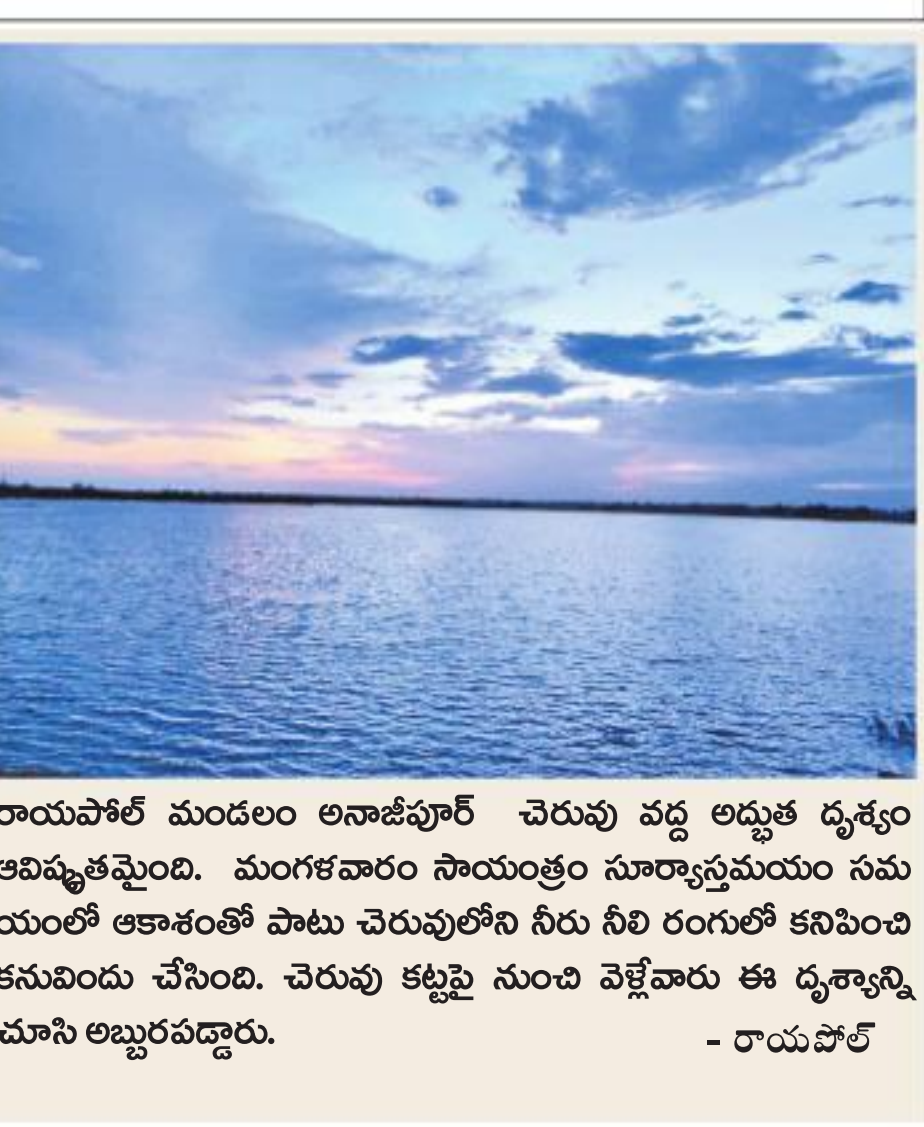 రాయపోల్ మండలం అనాజీపూర్ చెరువు వద్ద అద్భుత దృశ్యం
ఆవిష్కృతమైంది. మంగళవారం సాయంత్రం సూర్యాస్తమయం సమ
యంలో ఆకాశంతో పాటు చెరువులోని నీరు నీలి రంగులో కనిపించి
కనువిందు చేసింది. చెరువు కట్టపై నుంచి వెళ్లేవారు ఈ దృశ్యాన్ని
చూసి అబ్బురపడ్డారు.
- రాయపోల్